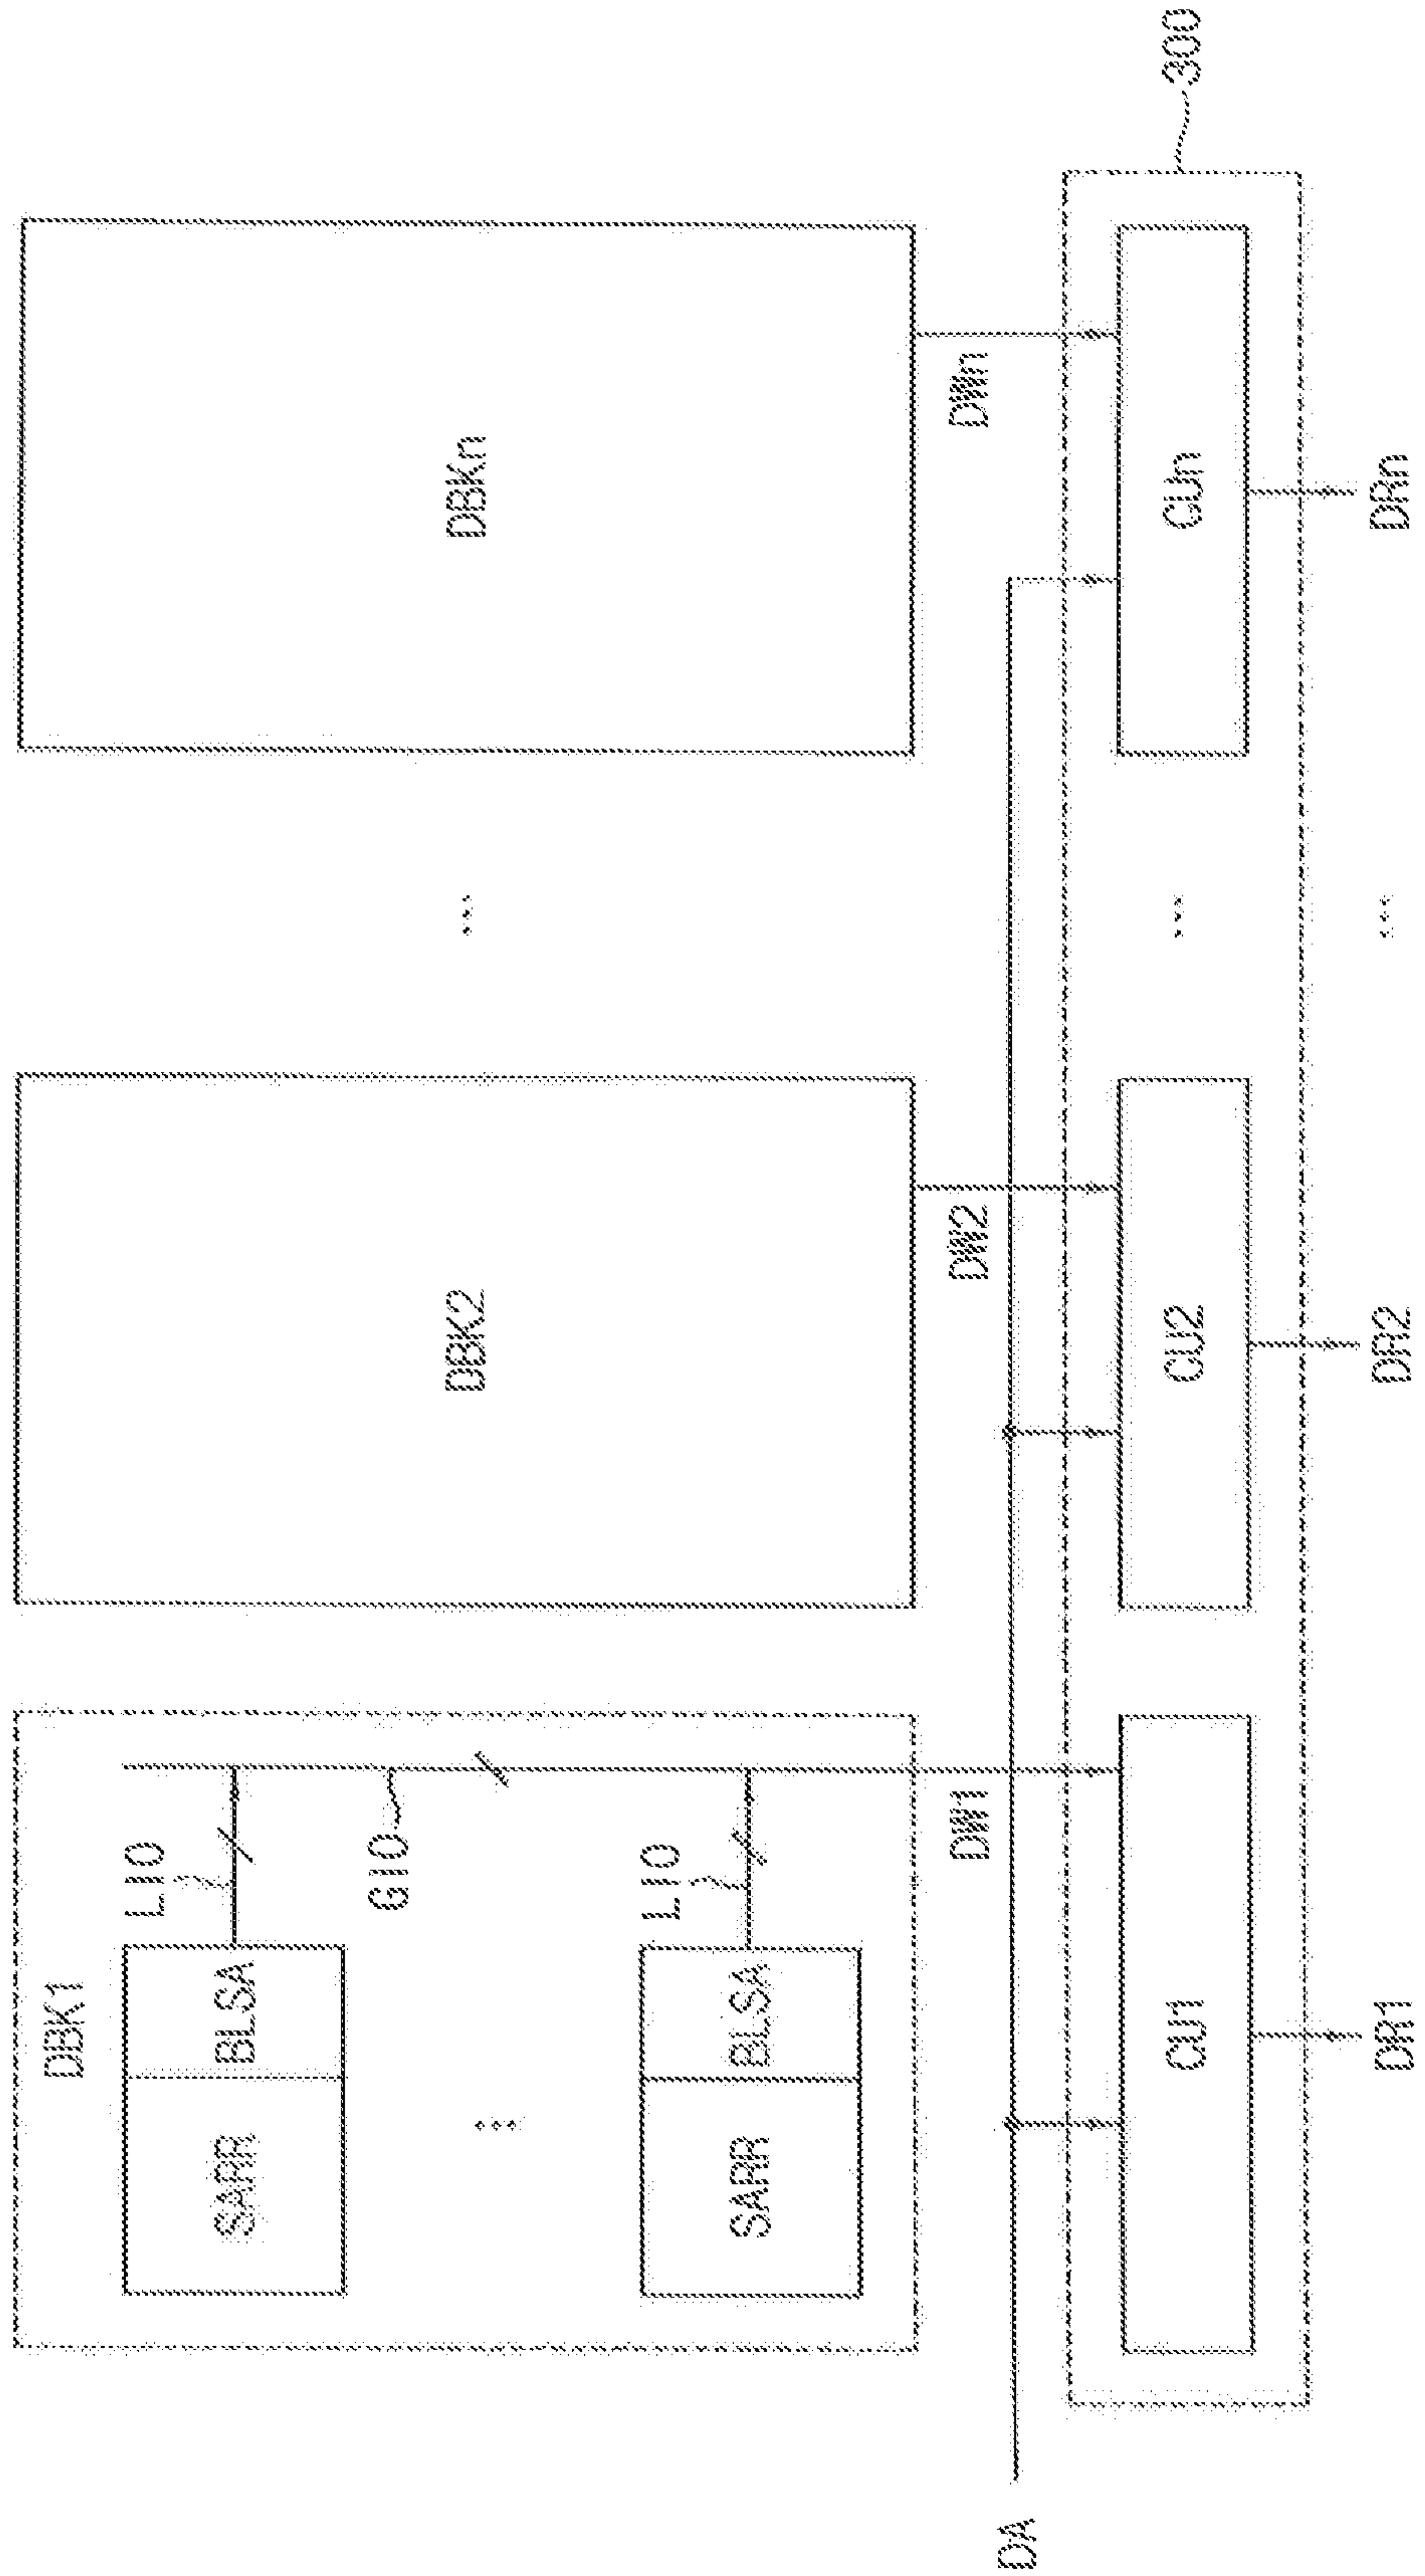 DBK1
LIO
SARR BLSA
GIO
DBK2
...
DBKn
...
LIO
SARR BLSA
DW1
DW2
DWn
DA
CU1
CU2
...
CUn
300
DR1
DR2
...
DRn